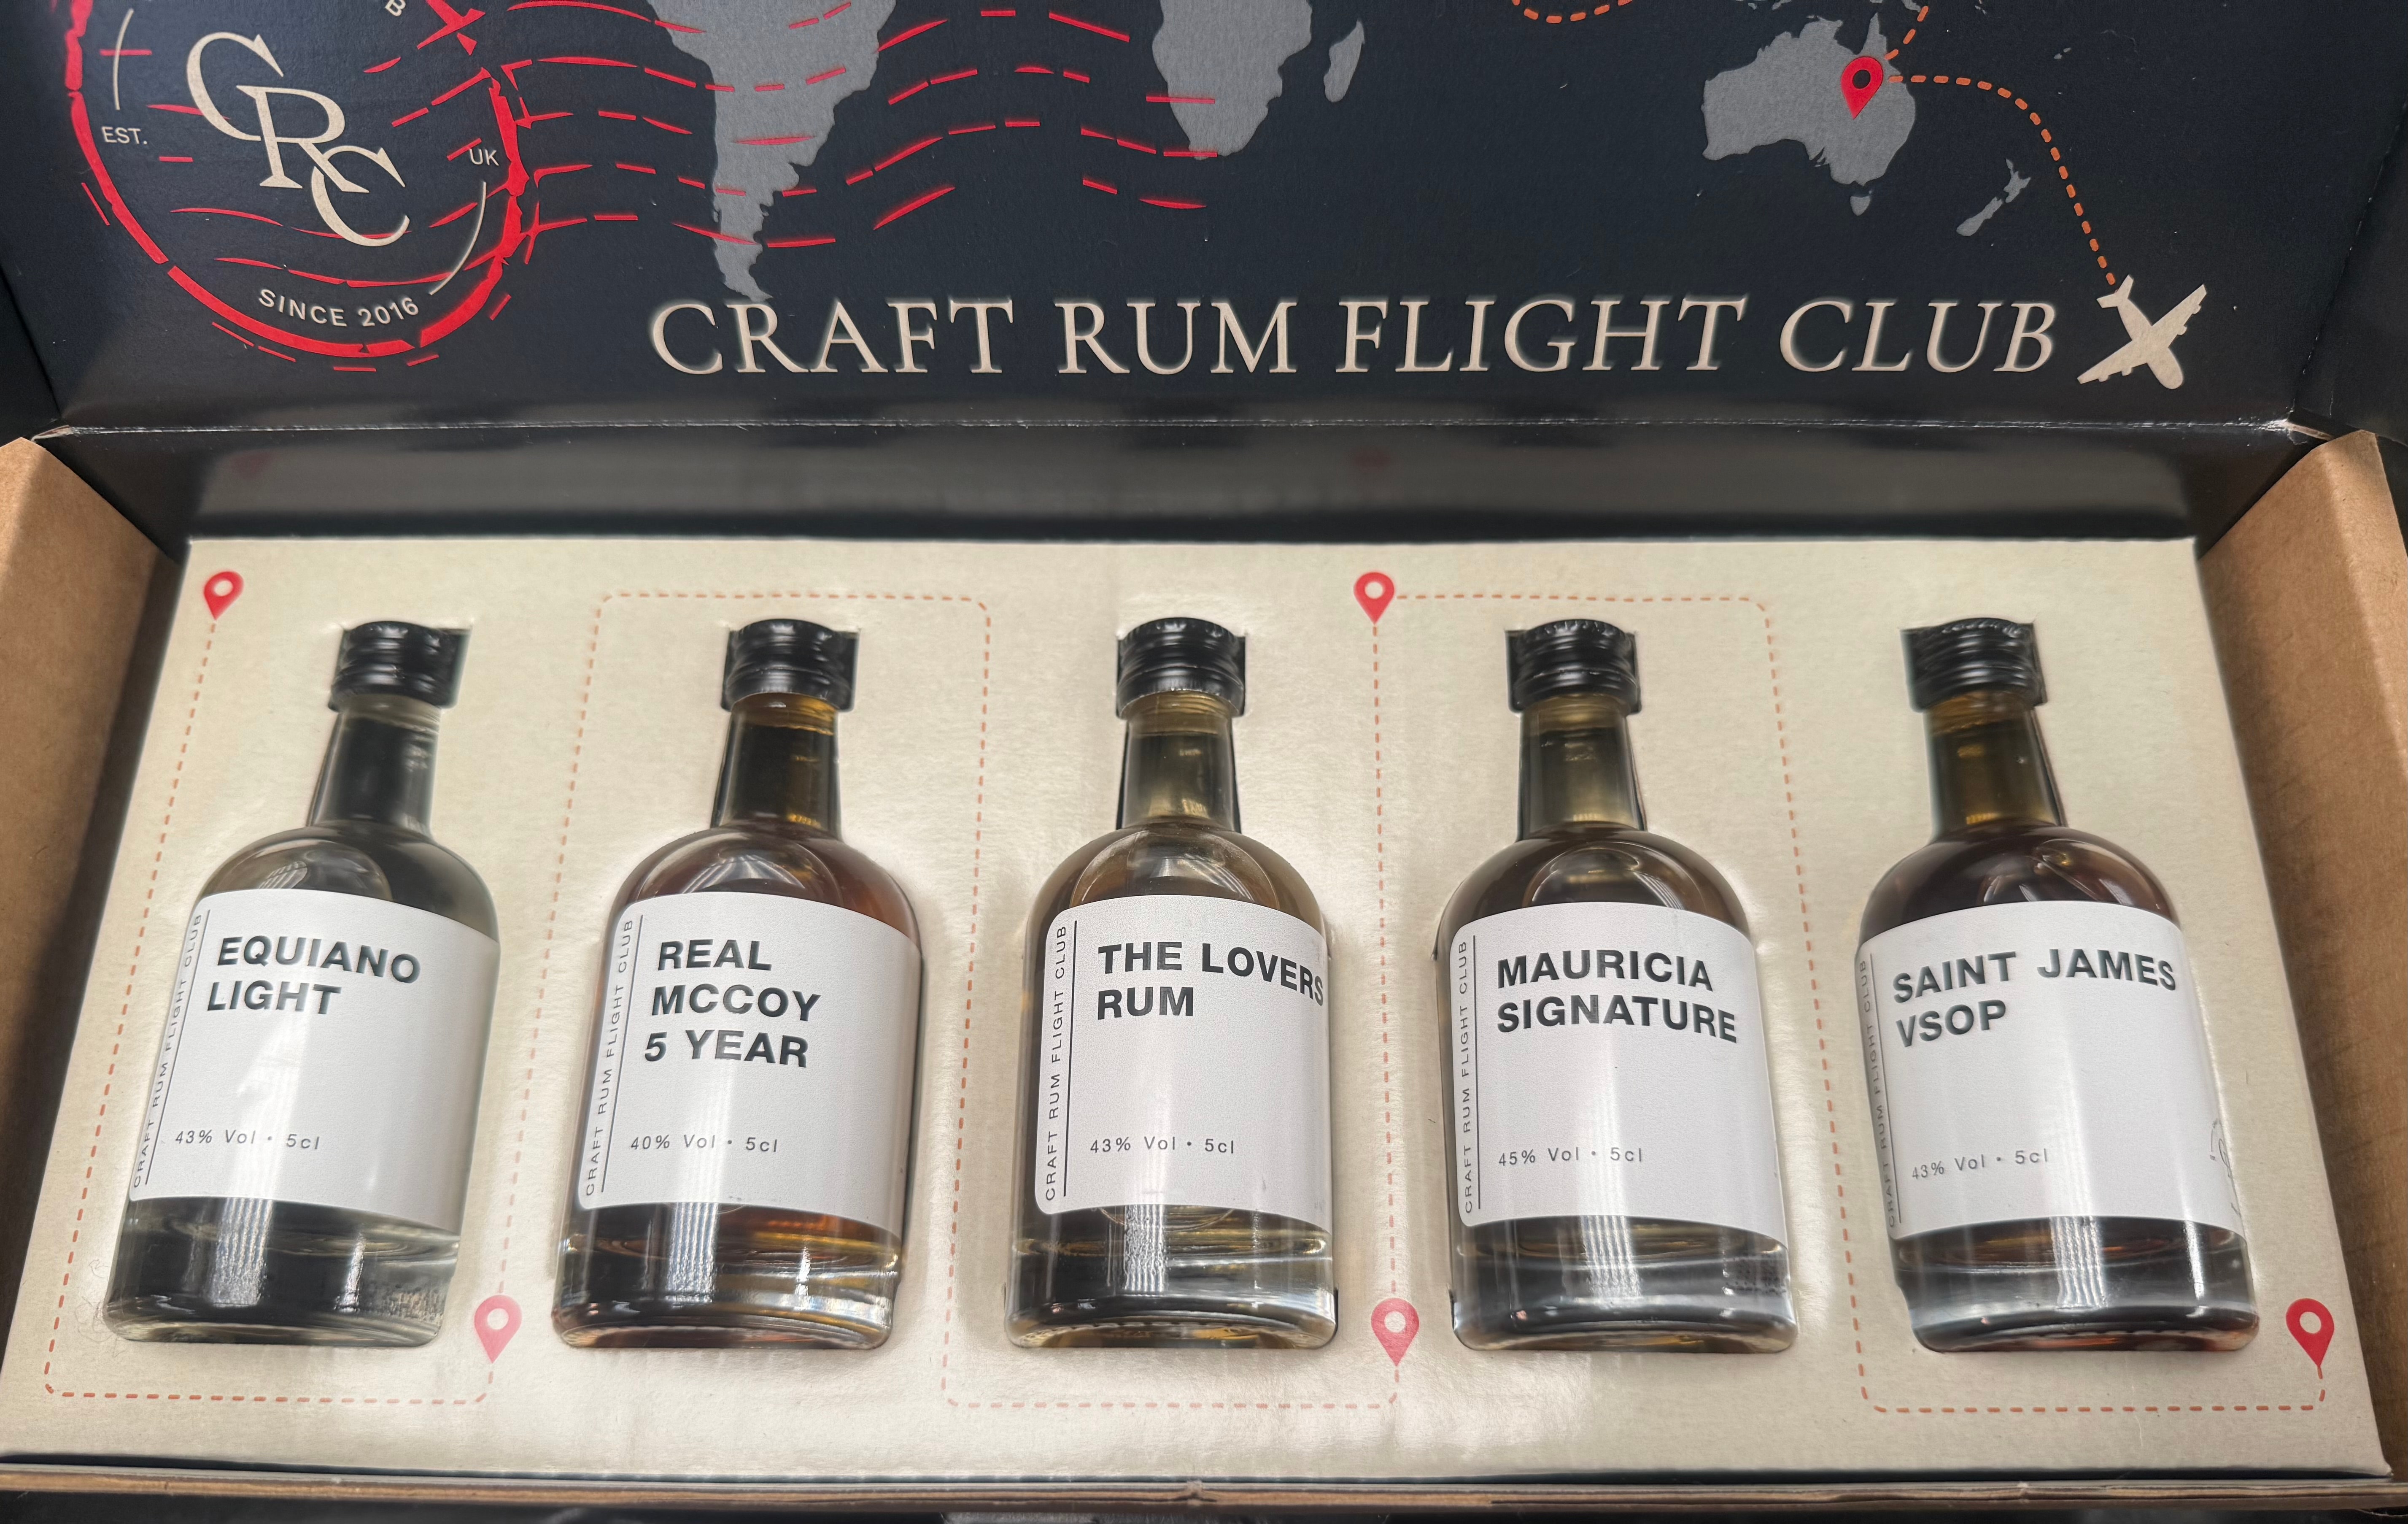 CRC
EST.
UK
SINCE 2016
CRAFT RUM FLIGHT CLUB
CRAFT RUM FLIGHT CLUB
EQUIANO
LIGHT
43% Vol • 5cl
CRAFT RUM FLIGHT CLUB
REAL
MCCOY
5 YEAR
40% Vol • 5cl
CRAFT RUM FLIGHT CLUB
THE LOVERS
RUM
43% Vol • 5cl
CRAFT RUM FLIGHT CLUB
MAURICIA
SIGNATURE
45% Vol • 5cl
CRAFT RUM FLIGHT CLUB
SAINT JAMES
VSOP
43% Vol • 5cl